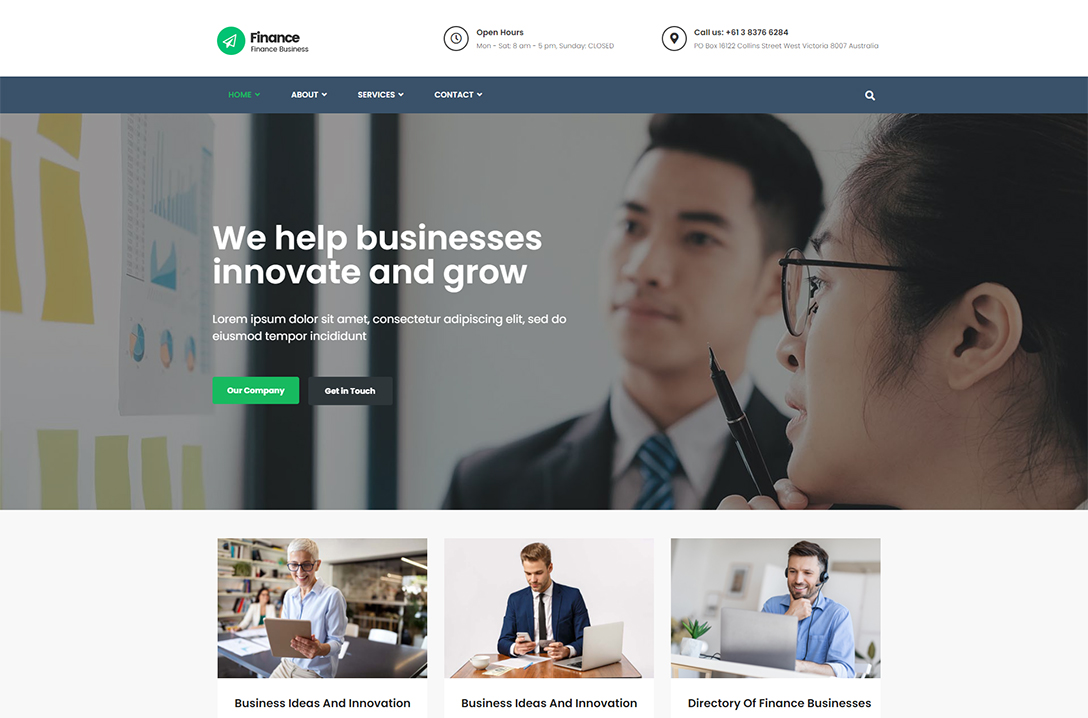 Finance
Finance Business
Open Hours
Mon - Sat: 8 am - 5 pm, Sunday: CLOSED
Call us: +61 3 8376 6284
PO Box 16122 Collins Street West Victoria 8007 Australia
HOME
ABOUT
SERVICES
CONTACT
We help businesses
innovate and grow
Lorem ipsum dolor sit amet, consectetur adipiscing elit, sed do
eiusmod tempor incididunt
Our Company
Get in Touch
Business Ideas And Innovation
Business Ideas And Innovation
Directory Of Finance Businesses